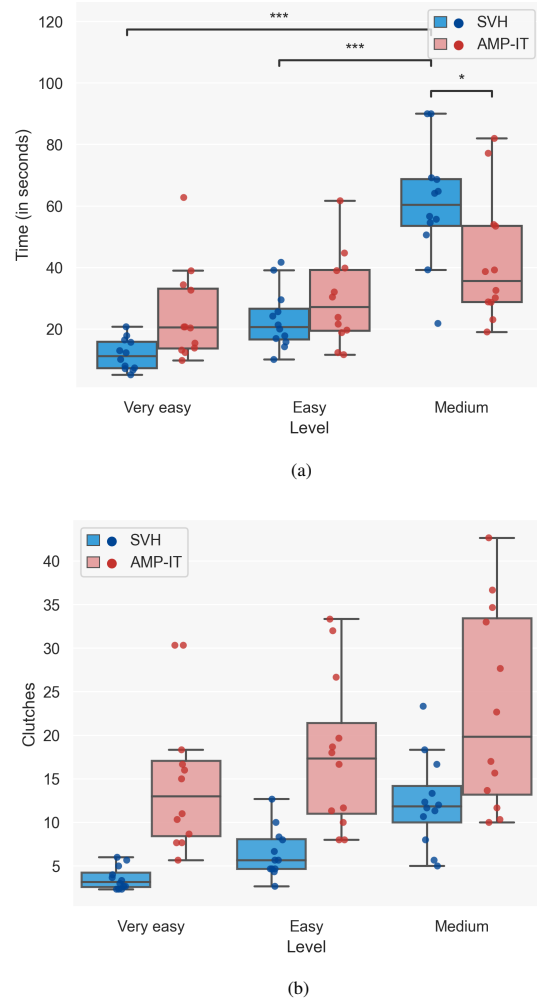 120
100
80
60
40
20
Time (in seconds)
***
***
*
SVH
AMP-IT
Very easy
Easy
Medium
Level
(a)
SVH
AMP-IT
40
35
30
25
20
15
10
5
Clutches
Very easy
Easy
Medium
Level
(b)